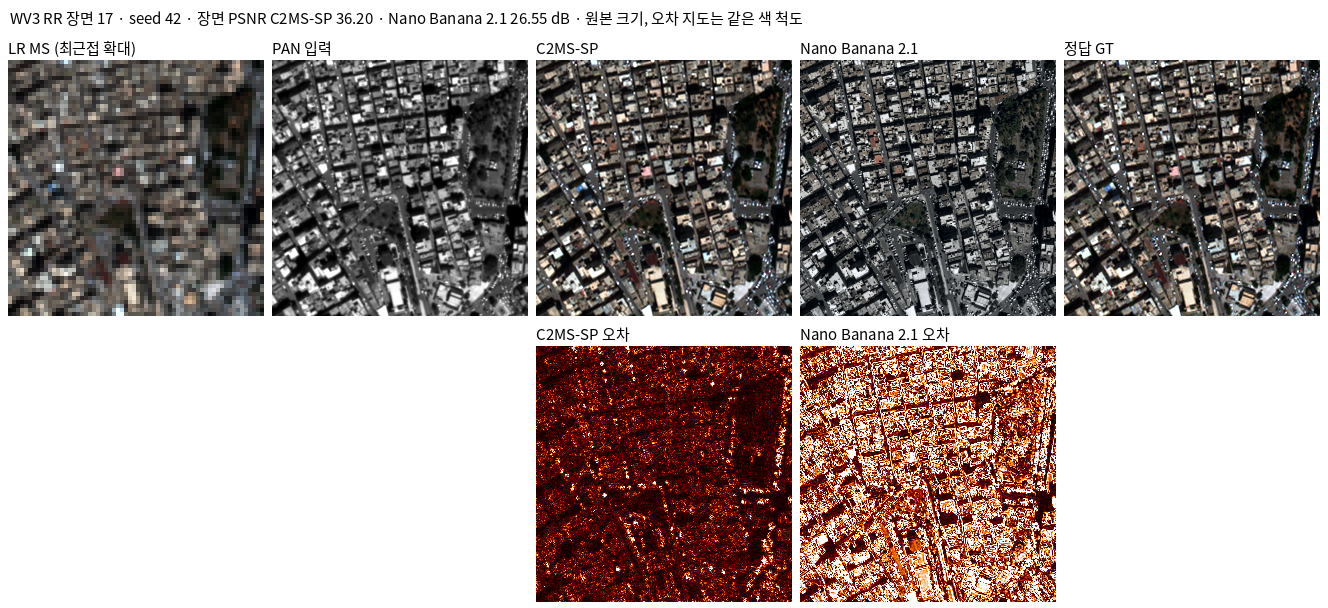 WV3 RR 장면 17 · seed 42 · 장면 PSNR C2MS-SP 36.20 · Nano Banana 2.1 26.55 dB · 원본 크기, 오차 지도는 같은 색 척도
LR MS (최근접 확대)
PAN 입력
C2MS-SP
Nano Banana 2.1
정답 GT
C2MS-SP 오차
Nano Banana 2.1 오차